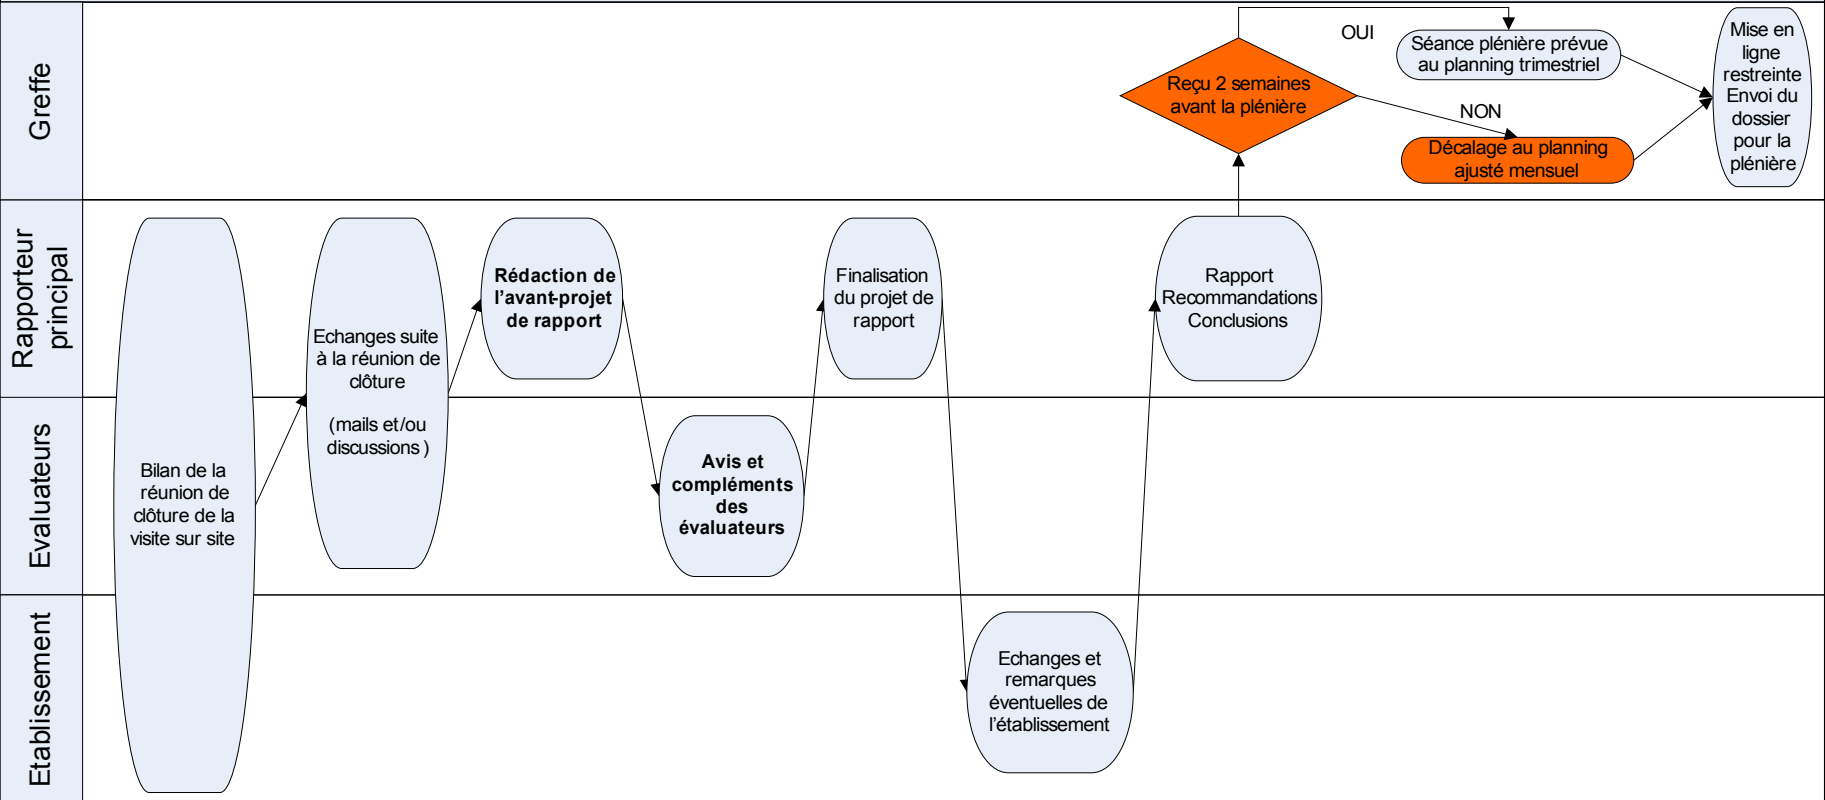 Greffe
OUI
Reçu 2 semaines
avant la plénière
NON
Séance plénière prévue
au planning trimestriel
Décalage au planning
ajusté mensuel
Mise en
ligne
restreinte
Envoi du
dossier
pour la
plénière
Rapporteur
principal
Echanges suite
à la réunion de
clôture
(mails et/ou
discussions )
Rédaction de
l'avant-projet
de rapport
Finalisation
du projet de
rapport
Rapport
Recommandations
Conclusions
Evaluateurs
Bilan de la
réunion de
clôture de la
visite sur site
Avis et
compléments
des
évaluateurs
Etablissement
Echanges et
remarques
éventuelles de
l'établissement